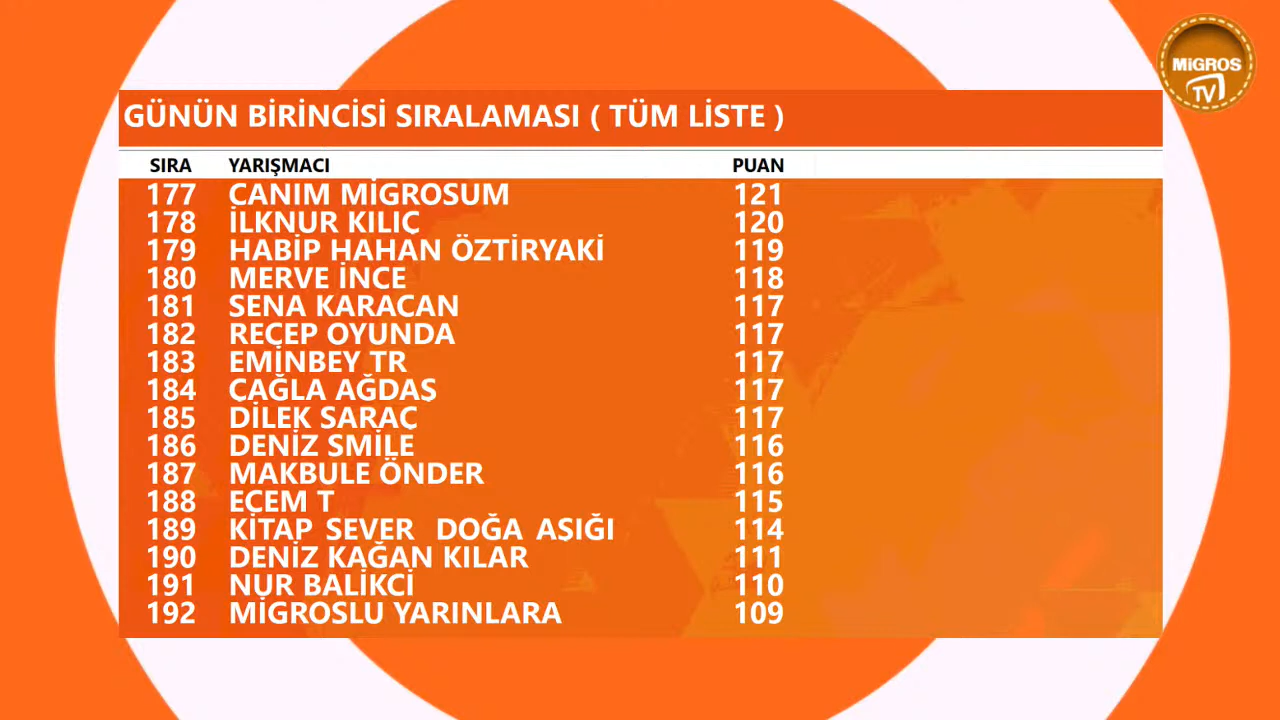 MİGROS
TV
GÜNÜN BİRİNCİSİ SIRALAMASI ( TÜM LİSTE )
SIRA YARIŞMACI PUAN
177 CANIM MİGROSUM 121
178 İLKNUR KILIÇ 120
179 HABİP HAHAN ÖZTİRYAKİ 119
180 MERVE İNCE 118
181 SENA KARACAN 117
182 RECEP OYUNDA 117
183 EMİNBEY TR 117
184 ÇAĞLA AĞDAŞ 117
185 DİLEK SARAÇ 117
186 DENİZ SMİLE 116
187 MAKBULE ÖNDER 116
188 ECEM T 115
189 KİTAP SEVER DOĞA AŞIĞI 114
190 DENİZ KAĞAN KILAR 111
191 NUR BALİKCİ 110
192 MİGROSLU YARINLARA 109